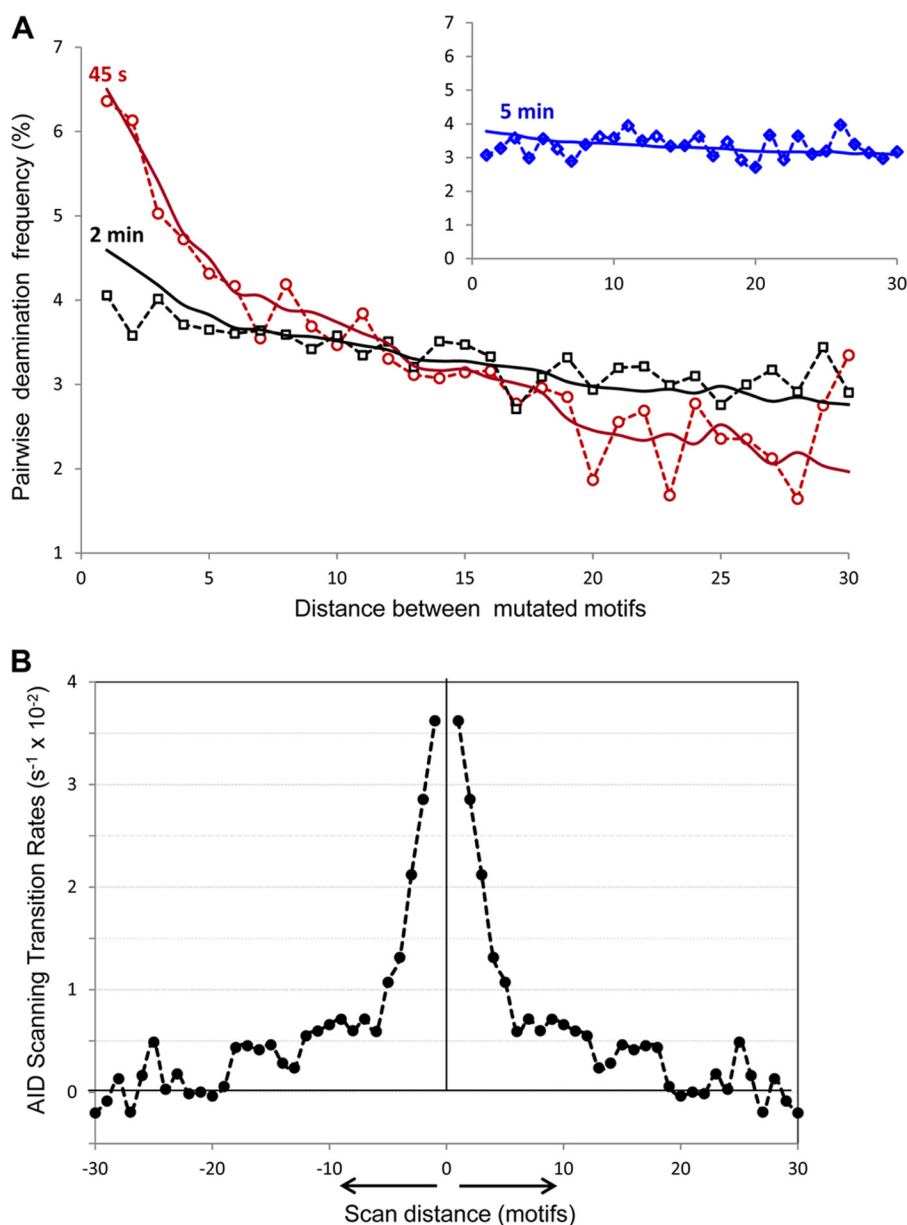 A
Pairwise deamination frequency (%)
7
6
5
4
3
2
1
45 s
2 min
0 5 10 15 20 25 30
Distance between mutated motifs
7
6
5
4
3
2
1
0
5 min
0 10 20 30
B
AID Scanning Transition Rates (s⁻¹ x 10⁻²)
4
3
2
1
0
-30 -20 -10 0 10 20 30
Scan distance (motifs)